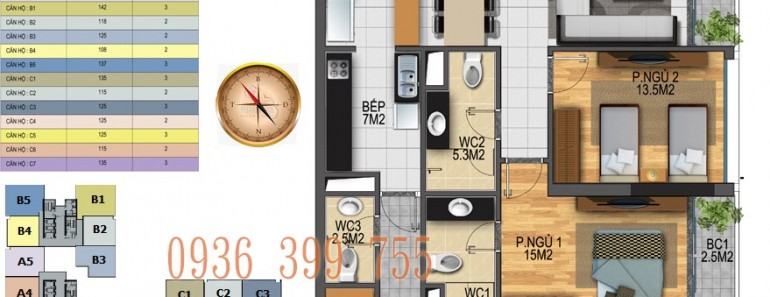 CĂN HỘ : B1 142 3
CĂN HỘ : B2 118 2
CĂN HỘ : B3 125 2
CĂN HỘ : B4 198 2
CĂN HỘ : B5 137 3
CĂN HỘ : C1 135 3
CĂN HỘ : C2 115 2
CĂN HỘ : C3 125 3
CĂN HỘ : C4 125 2
CĂN HỘ : C5 125 3
CĂN HỘ : C6 115 2
CĂN HỘ : C7 135 3
B
T
Đ
N
BẾP
7M2
WC2
5.3M2
P.NGỦ 2
13.5M2
WC3
2.5M2
WC1
P.NGỦ 1
15M2
BC1
2.5M2
B5
B1
B4
B2
A5
B3
A4
C1
C2
C3
0936 399 755